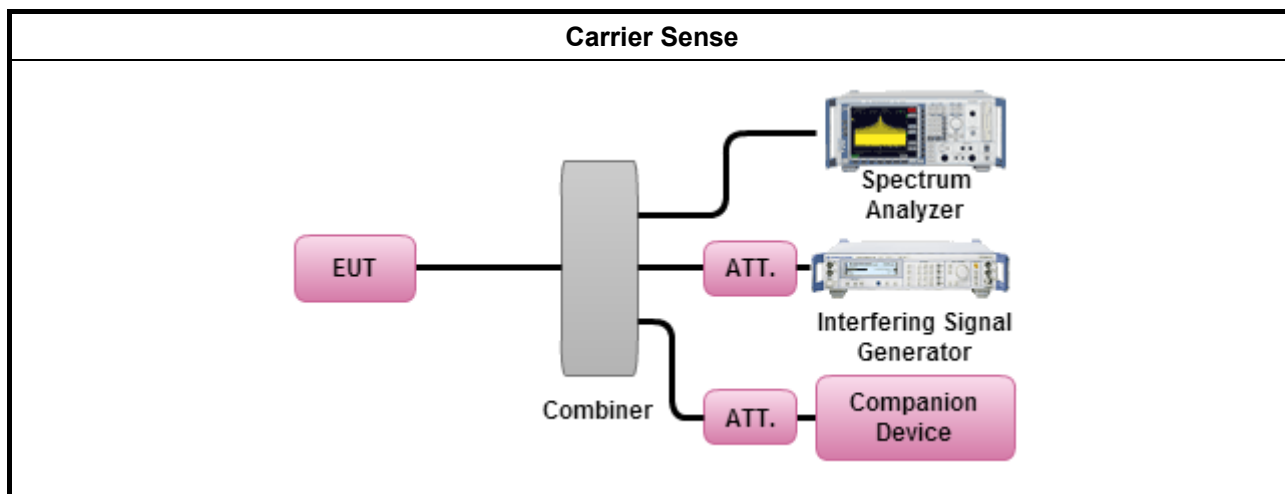 Carrier Sense
Spectrum
Analyzer
EUT
ATT.
Interfering Signal
Generator
Combiner
ATT.
Companion
Device